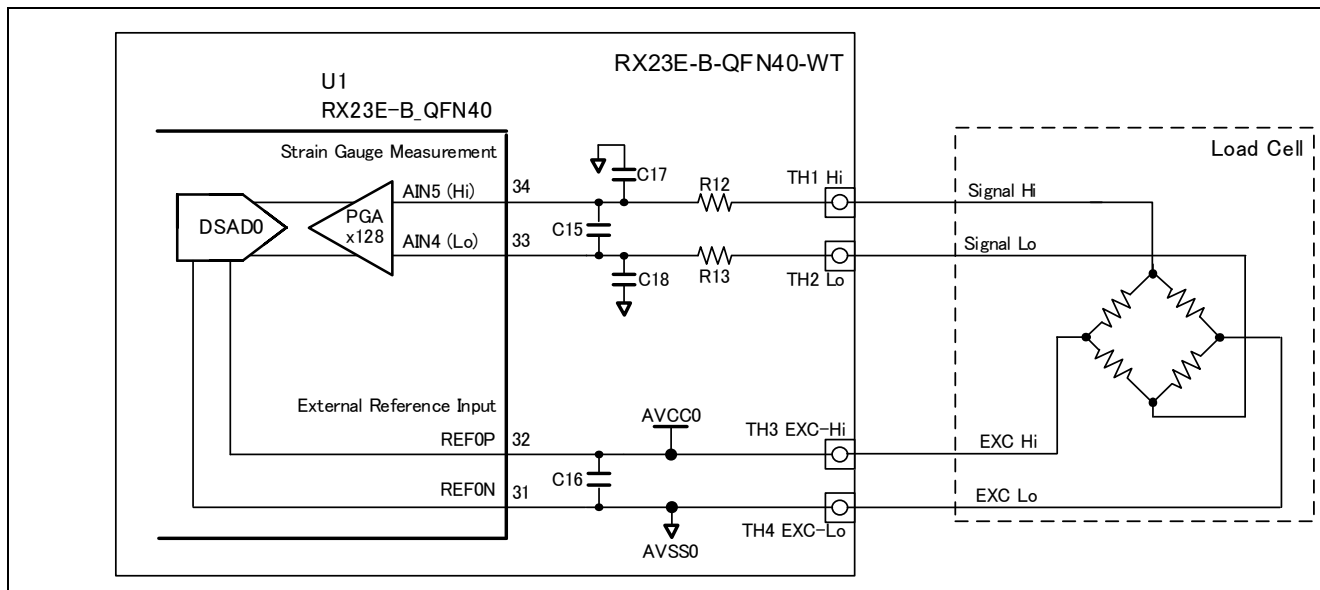 RX23E-B-QFN40-WT
U1
RX23E-B_QFN40
Strain Gauge Measurement
DSAD0
PGA
x128
AIN5 (Hi)
34
AIN4 (Lo)
33
C17
C15
C18
R12
R13
TH1 Hi
TH2 Lo
Load Cell
Signal Hi
Signal Lo
External Reference Input
REF0P
32
REF0N
31
C16
AVCC0
AVSS0
TH3 EXC-Hi
TH4 EXC-Lo
EXC Hi
EXC Lo